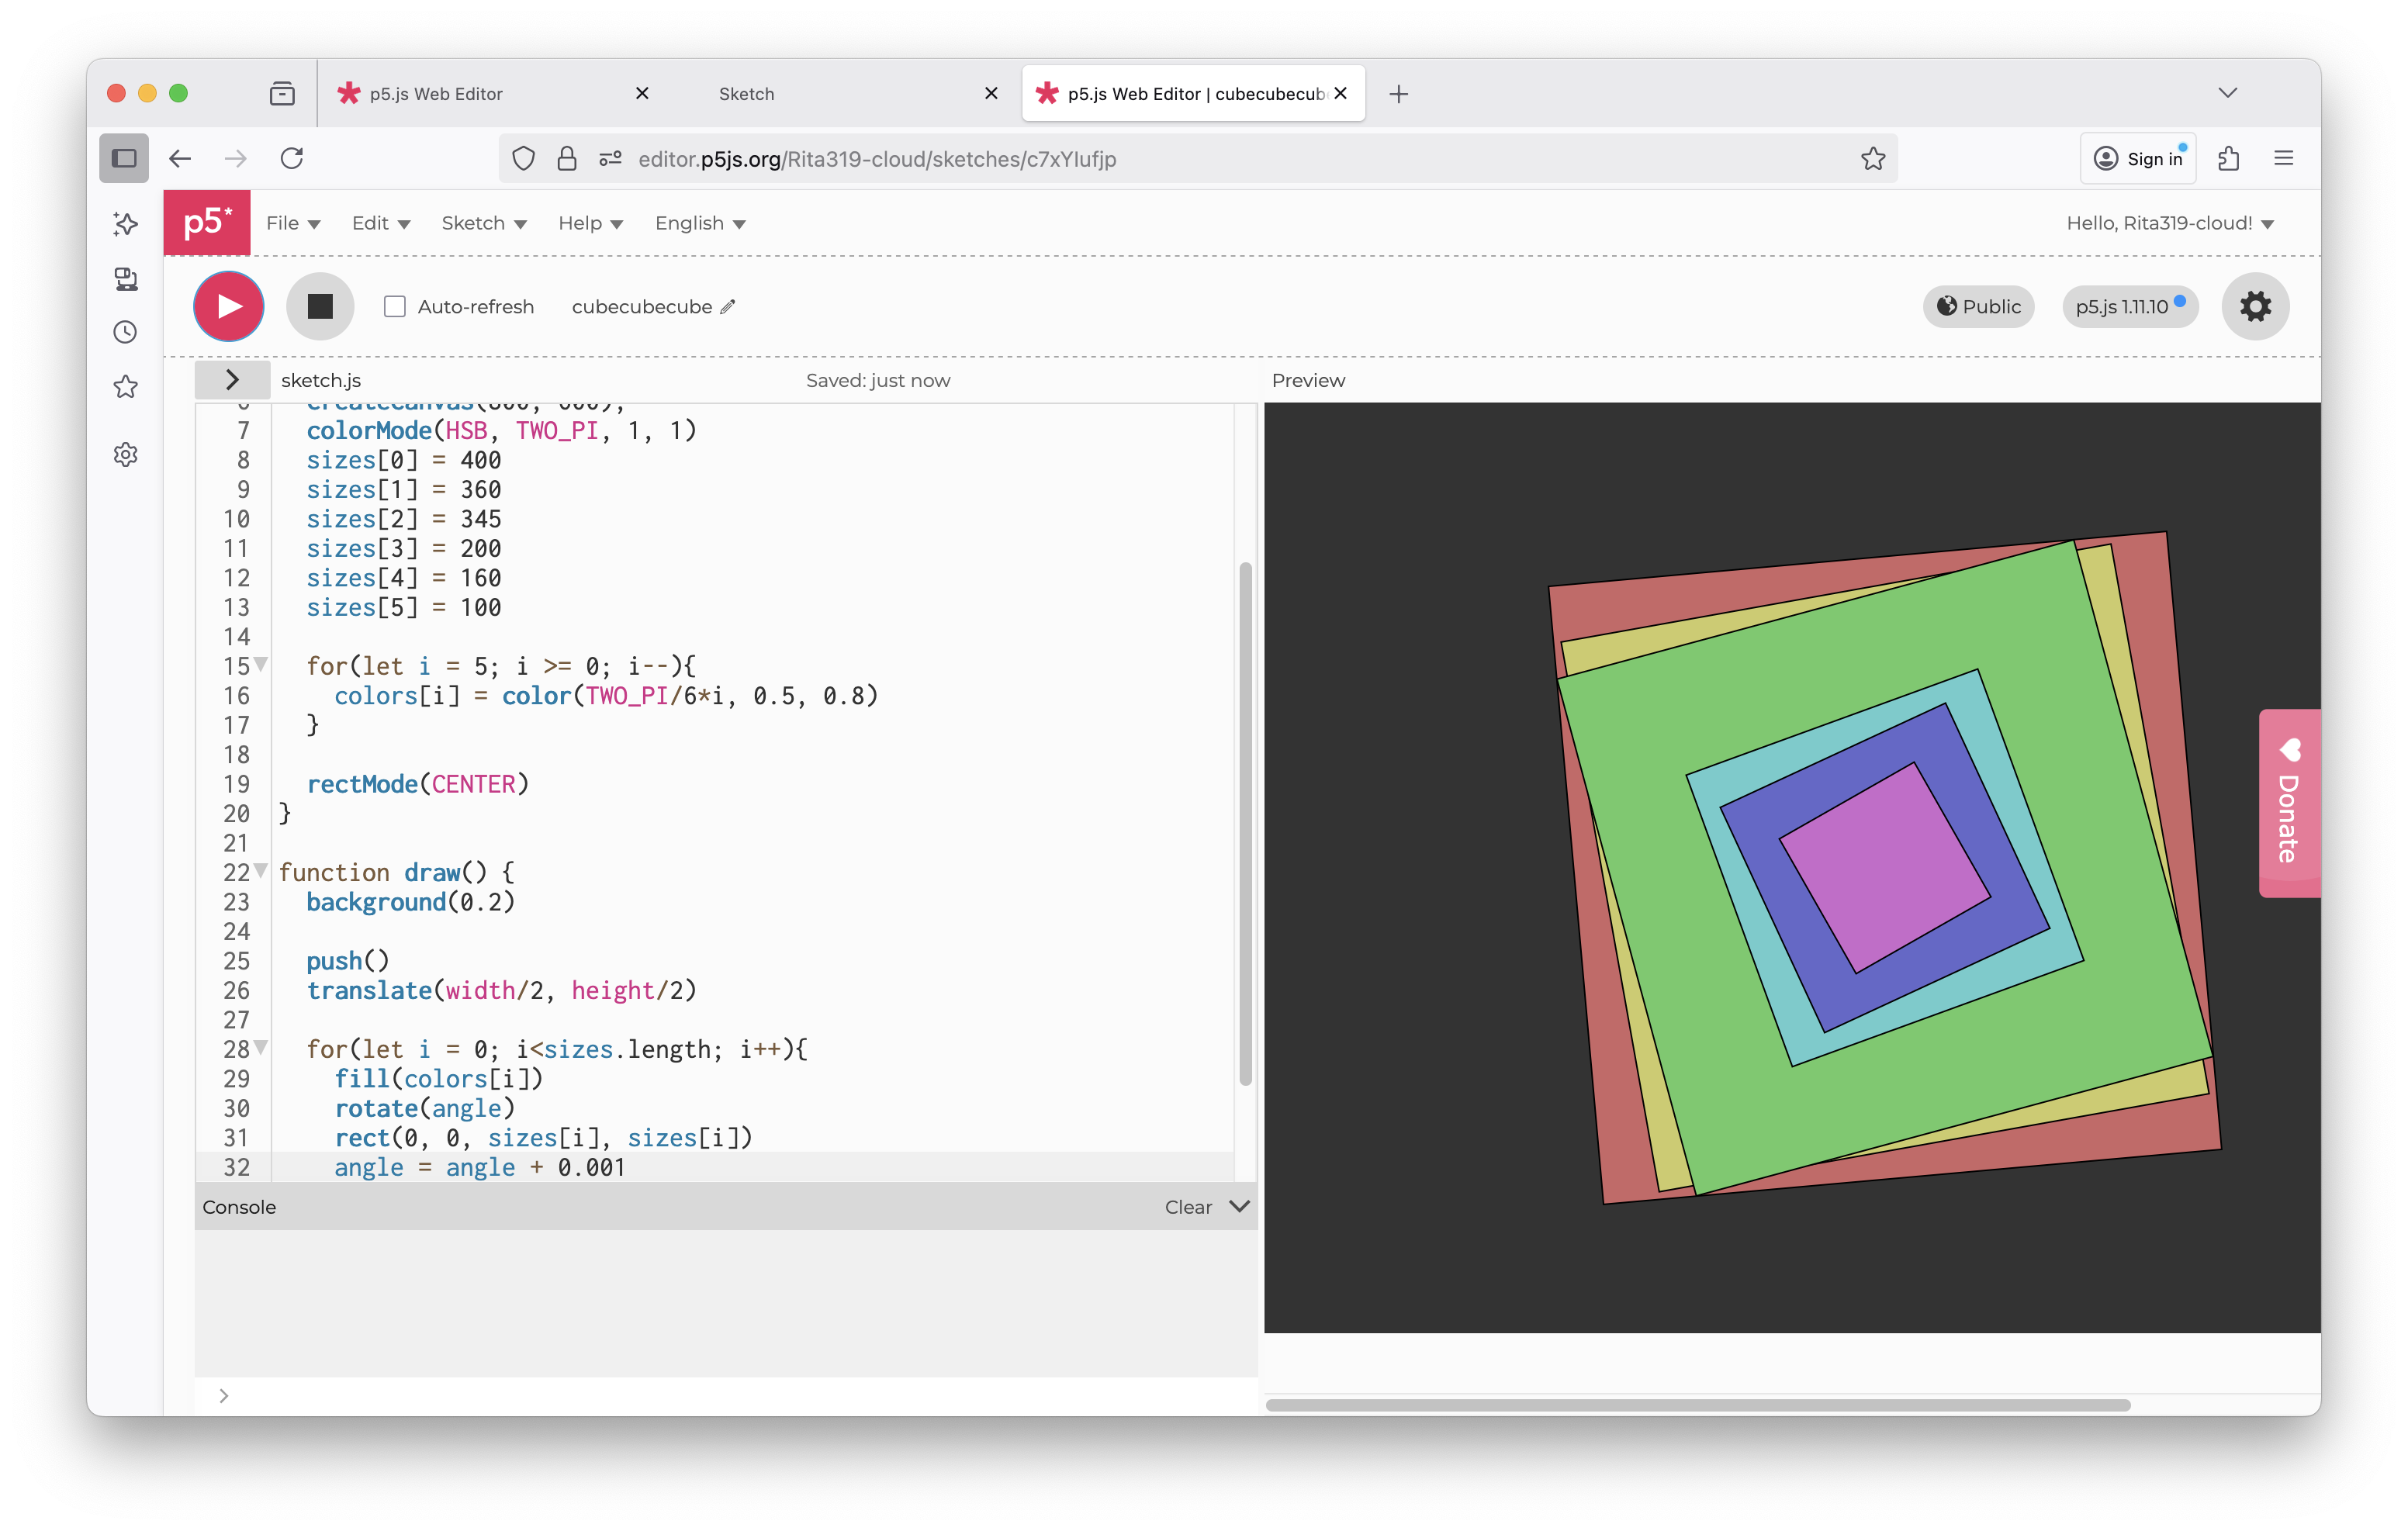 p5.js Web Editor
Sketch
p5.js Web Editor | cubecubecub
editor.p5js.org/Rita319-cloud/sketches/c7xYIufjp
Sign in
p5*
File
Edit
Sketch
Help
English
Hello, Rita319-cloud!
Auto-refresh
cubecubecube
Public
p5.js 1.11.10
sketch.js
Saved: just now
Preview
6 createCanvas(800, 600);
7 colorMode(HSB, TWO_PI, 1, 1)
8 sizes[0] = 400
9 sizes[1] = 360
10 sizes[2] = 345
11 sizes[3] = 200
12 sizes[4] = 160
13 sizes[5] = 100
14
15 for(let i = 5; i >= 0; i--){
16 colors[i] = color(TWO_PI/6*i, 0.5, 0.8)
17 }
18
19 rectMode(CENTER)
20 }
21
22 function draw() {
23 background(0.2)
24
25 push()
26 translate(width/2, height/2)
27
28 for(let i = 0; i<sizes.length; i++){
29 fill(colors[i])
30 rotate(angle)
31 rect(0, 0, sizes[i], sizes[i])
32 angle = angle + 0.001
Console
Clear
>
Donate